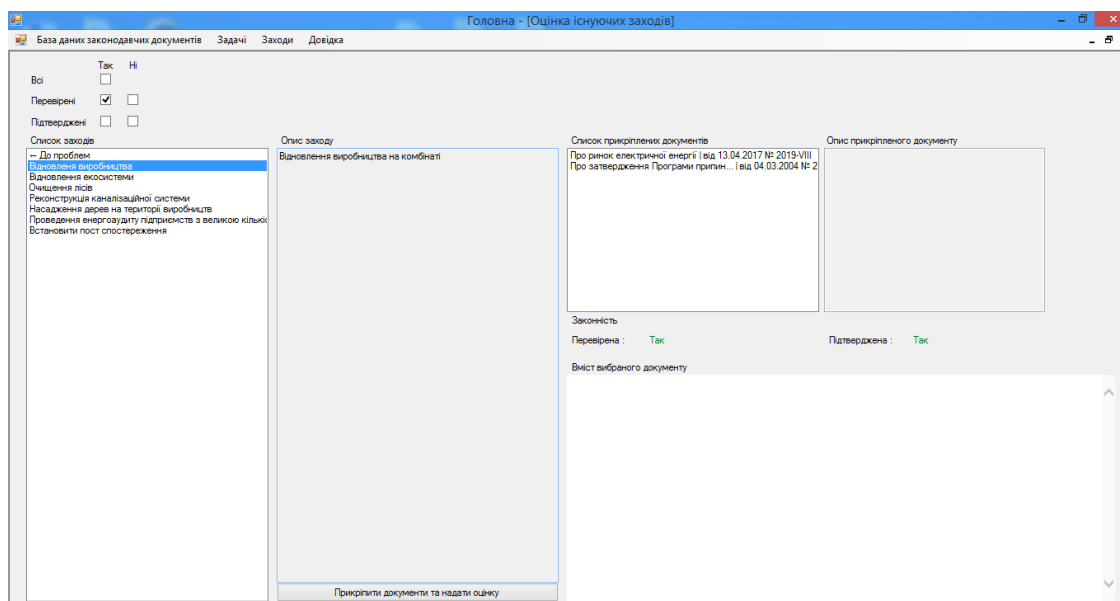 Головна - [Оцінка існуючих заходів]
База даних законодавчих документів Задачі Заходи Довідка
Так Ні
Всі
Перевірені
Підтверджені
Список заходів
← До проблем
Відновленя виробництва
Відновлення екосистеми
Очищення лісів
Реконструкція каналізаційної системи
Насадження дерев на території виробництв
Проведення енергоаудиту підприємств з великою кількіс
Встановити пост спостереження
Опис заходу
Відновлення виробництва на комбінаті
Прикріпити документи та надати оцінку
Список прикріплених документів
Про ринок електричної енергії | від 13.04.2017 № 2019-VIII
Про затвердження Програми припин... | від 04.03.2004 № 2
Опис прикріпленого документу
Законність
Перевірена : Так
Підтверджена : Так
Вміст вибраного документу